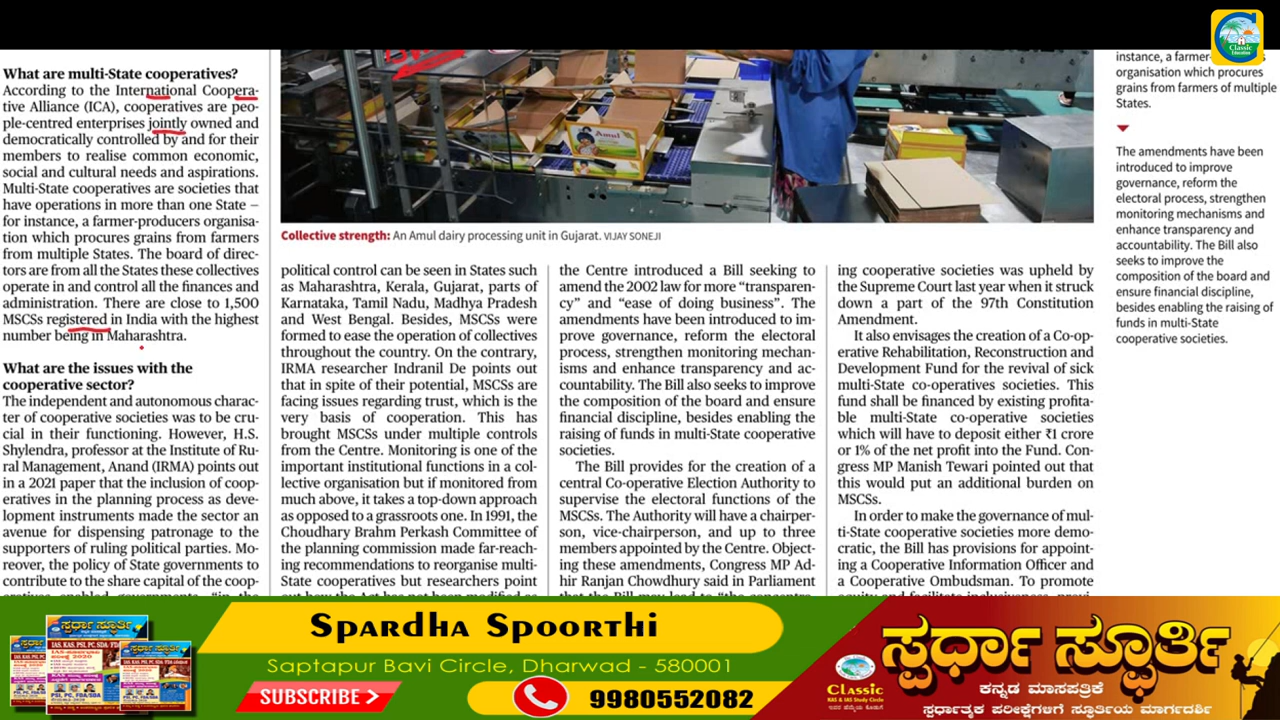 Classic
Education
What are multi-State cooperatives?
According to the International Coopera-
tive Alliance (ICA), cooperatives are peo-
ple-centred enterprises jointly owned and
democratically controlled by and for their
members to realise common economic,
social and cultural needs and aspirations.
Multi-State cooperatives are societies that
have operations in more than one State –
for instance, a farmer-producers organisa-
tion which procures grains from farmers
from multiple States. The board of direc-
tors are from all the States these collectives
operate in and control all the finances and
administration. There are close to 1,500
MSCSs registered in India with the highest
number being in Maharashtra.
What are the issues with the
cooperative sector?
The independent and autonomous charac-
ter of cooperative societies was to be cru-
cial in their functioning. However, H.S.
Shylendra, professor at the Institute of Ru-
ral Management, Anand (IRMA) points out
in a 2021 paper that the inclusion of coop-
eratives in the planning process as deve-
lopment instruments made the sector an
avenue for dispensing patronage to the
supporters of ruling political parties. Mo-
reover, the policy of State governments to
contribute to the share capital of the coop-
Amul
Collective strength: An Amul dairy processing unit in Gujarat. VIJAY SONEJI
political control can be seen in States such
as Maharashtra, Kerala, Gujarat, parts of
Karnataka, Tamil Nadu, Madhya Pradesh
and West Bengal. Besides, MSCSs were
formed to ease the operation of collectives
throughout the country. On the contrary,
IRMA researcher Indranil De points out
that in spite of their potential, MSCSs are
facing issues regarding trust, which is the
very basis of cooperation. This has
brought MSCSs under multiple controls
from the Centre. Monitoring is one of the
important institutional functions in a col-
lective organisation but if monitored from
much above, it takes a top-down approach
as opposed to a grassroots one. In 1991, the
Choudhary Brahm Perkash Committee of
the planning commission made far-reach-
ing recommendations to reorganise multi-
State cooperatives but researchers point
the Centre introduced a Bill seeking to
amend the 2002 law for more “transparen-
cy” and “ease of doing business”. The
amendments have been introduced to im-
prove governance, reform the electoral
process, strengthen monitoring mechan-
isms and enhance transparency and ac-
countability. The Bill also seeks to improve
the composition of the board and ensure
financial discipline, besides enabling the
raising of funds in multi-State cooperative
societies.
The Bill provides for the creation of a
central Co-operative Election Authority to
supervise the electoral functions of the
MSCSs. The Authority will have a chairper-
son, vice-chairperson, and up to three
members appointed by the Centre. Object-
ing these amendments, Congress MP Ad-
hir Ranjan Chowdhury said in Parliament
ing cooperative societies was upheld by
the Supreme Court last year when it struck
down a part of the 97th Constitution
Amendment.
It also envisages the creation of a Co-op-
erative Rehabilitation, Reconstruction and
Development Fund for the revival of sick
multi-State co-operatives societies. This
fund shall be financed by existing profita-
ble multi-State co-operative societies
which will have to deposit either ₹1 crore
or 1% of the net profit into the Fund. Con-
gress MP Manish Tewari pointed out that
this would put an additional burden on
MSCSs.
In order to make the governance of mul-
ti-State cooperative societies more demo-
cratic, the Bill has provisions for appoint-
ing a Cooperative Information Officer and
a Cooperative Ombudsman. To promote
instance, a farmer-
organisation which procures
grains from farmers of multiple
States.
The amendments have been
introduced to improve
governance, reform the
electoral process, strengthen
monitoring mechanisms and
enhance transparency and
accountability. The Bill also
seeks to improve the
composition of the board and
ensure financial discipline,
besides enabling the raising of
funds in multi-State
cooperative societies.
ಸ್ಪರ್ಧಾ ಸ್ಫೂರ್ತಿ
SPARDHA SPOORTHI
Saptapur Bavi Circle Dharwad - 580001
SUBSCRIBE >
9980552082
Classic
KAS & IAS Study Circle
ಸ್ಪರ್ಧಾ ಸ್ಫೂರ್ತಿ
ಕನ್ನಡ ಮಾಸಪತ್ರಿಕೆ
ಸ್ಪರ್ಧಾತ್ಮಕ ಪರೀಕ್ಷೆಗಳಿಗೆ ಸ್ಫೂರ್ತಿಯ ಮಾರ್ಗದರ್ಶಿ